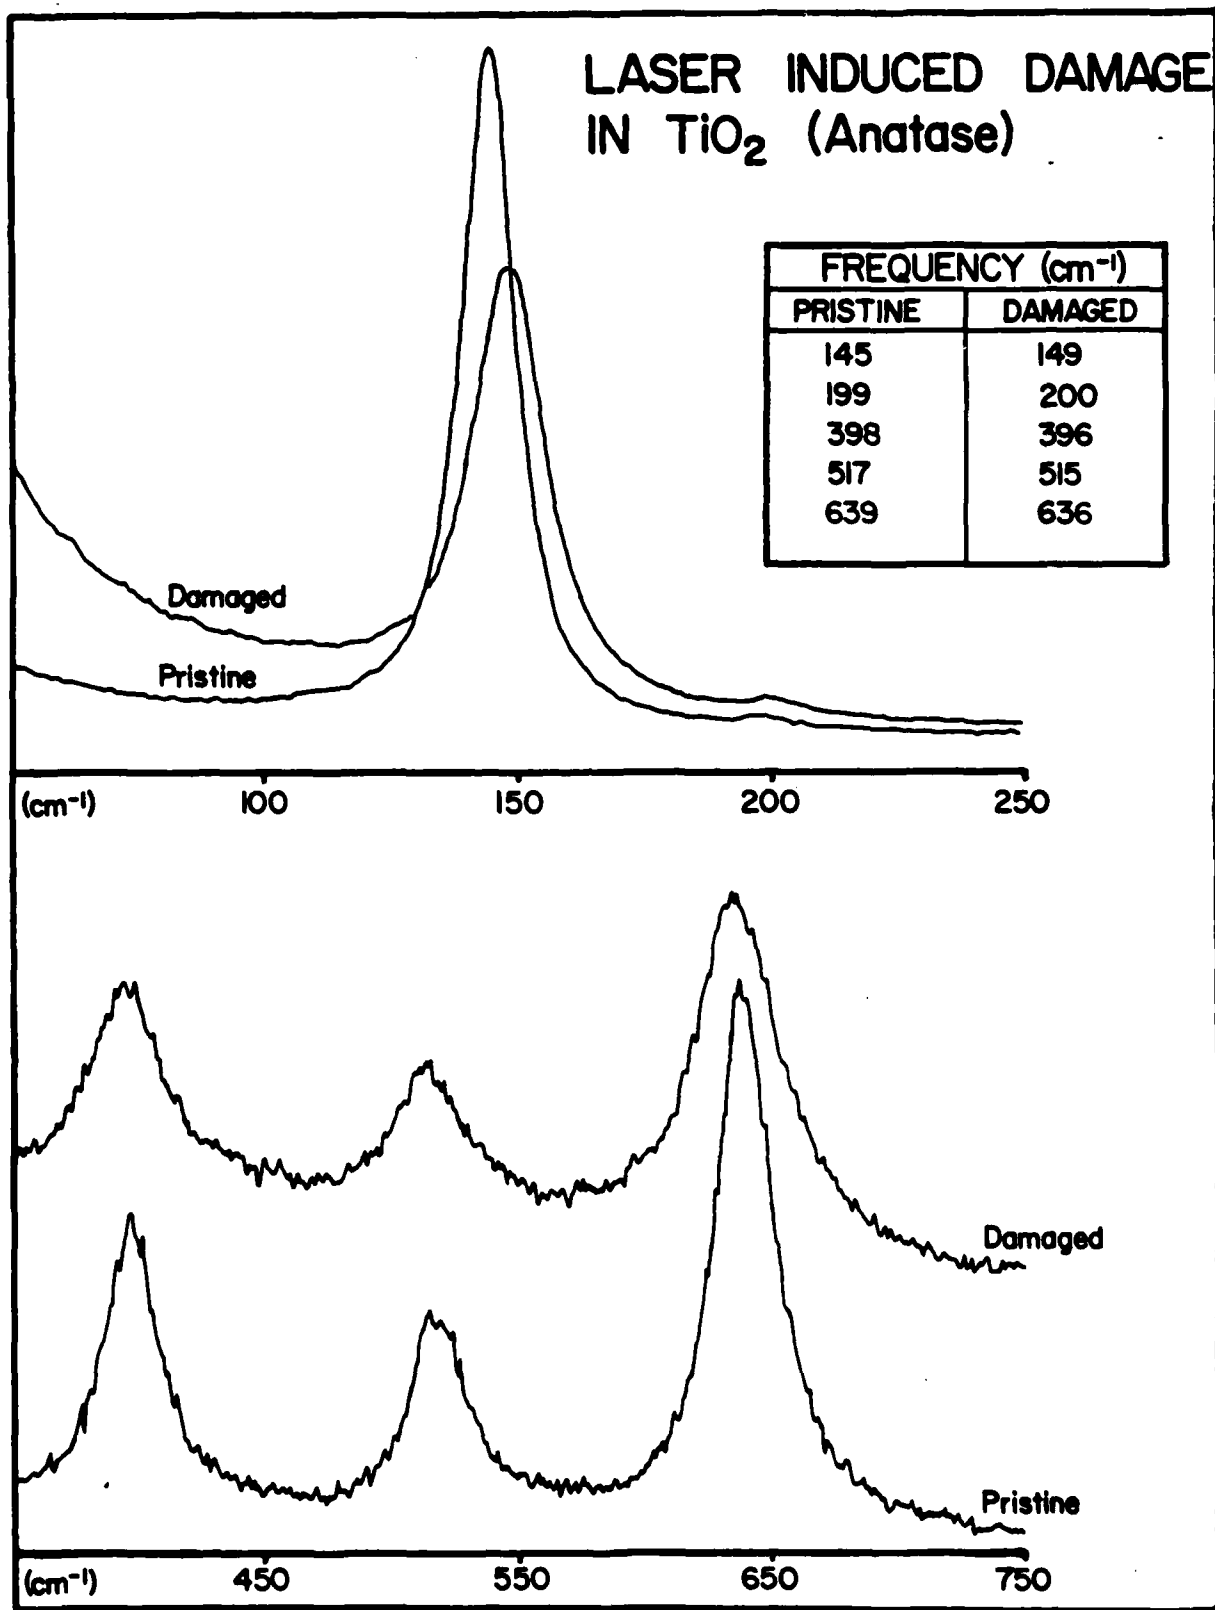 LASER INDUCED DAMAGE
IN TiO₂ (Anatase)
FREQUENCY (cm⁻¹)
PRISTINE DAMAGED
145 149
199 200
398 396
517 515
639 636
Damaged
Pristine
(cm⁻¹) 100 150 200 250
Damaged
Pristine
(cm⁻¹) 450 550 650 750